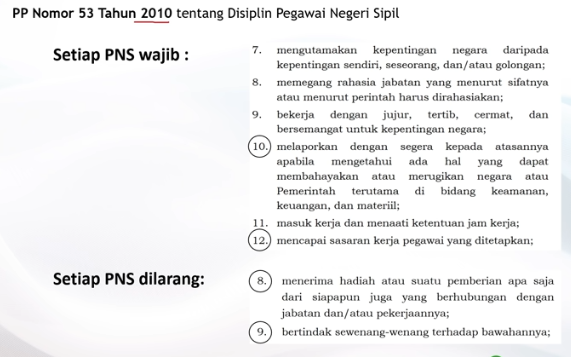 PP Nomor 53 Tahun 2010 tentang Disiplin Pegawai Negeri Sipil
Setiap PNS wajib :
7. mengutamakan kepentingan negara daripada
kepentingan sendiri, seseorang, dan/atau golongan;
8. memegang rahasia jabatan yang menurut sifatnya
atau menurut perintah harus dirahasiakan;
9. bekerja dengan jujur, tertib, cermat, dan
bersemangat untuk kepentingan negara;
10. melaporkan dengan segera kepada atasannya
apabila mengetahui ada hal yang dapat
membahayakan atau merugikan negara atau
Pemerintah terutama di bidang keamanan,
keuangan, dan materiil;
11. masuk kerja dan menaati ketentuan jam kerja;
12. mencapai sasaran kerja pegawai yang ditetapkan;
Setiap PNS dilarang:
8. menerima hadiah atau suatu pemberian apa saja
dari siapapun juga yang berhubungan dengan
jabatan dan/atau pekerjaannya;
9. bertindak sewenang-wenang terhadap bawahannya;